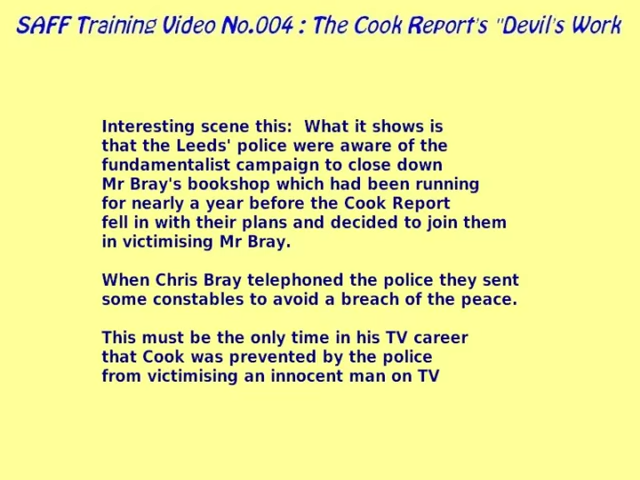 SAFF Training Video No.004 : The Cook Report's "Devil's Work
Interesting scene this:  What it shows is
that the Leeds' police were aware of the
fundamentalist campaign to close down
Mr Bray's bookshop which had been running
for nearly a year before the Cook Report
fell in with their plans and decided to join them
in victimising Mr Bray.
When Chris Bray telephoned the police they sent
some constables to avoid a breach of the peace.
This must be the only time in his TV career
that Cook was prevented by the police
from victimising an innocent man on TV